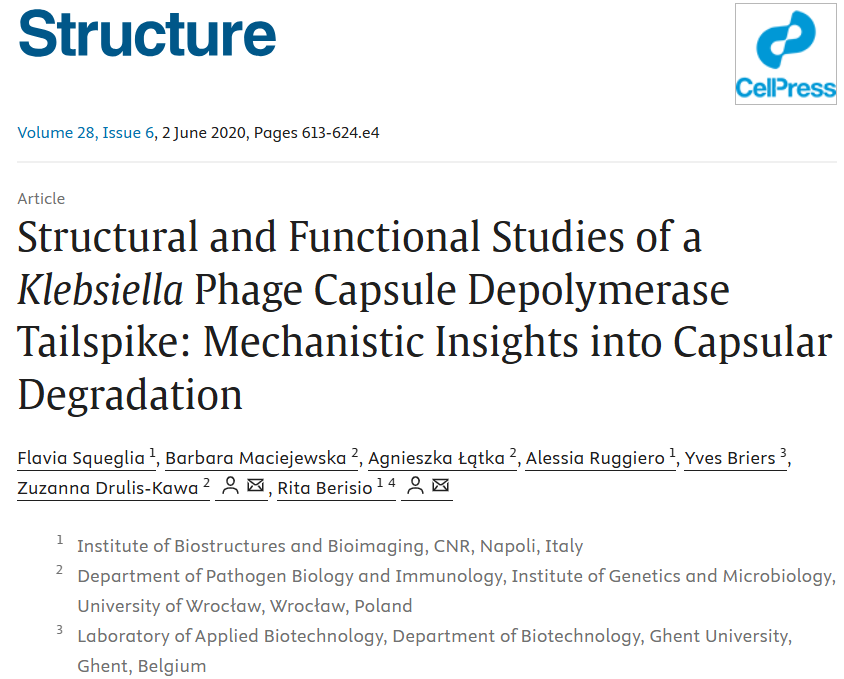 Structure
CellPress
Volume 28, Issue 6, 2 June 2020, Pages 613-624.e4
Article
Structural and Functional Studies of a
Klebsiella Phage Capsule Depolymerase
Tailspike: Mechanistic Insights into Capsular
Degradation
Flavia Squeglia 1, Barbara Maciejewska 2, Agnieszka Łątka 2, Alessia Ruggiero 1, Yves Briers 3,
Zuzanna Drulis-Kawa 2, Rita Berisio 1 4
1 Institute of Biostructures and Bioimaging, CNR, Napoli, Italy
2 Department of Pathogen Biology and Immunology, Institute of Genetics and Microbiology,
University of Wrocław, Wrocław, Poland
3 Laboratory of Applied Biotechnology, Department of Biotechnology, Ghent University,
Ghent, Belgium